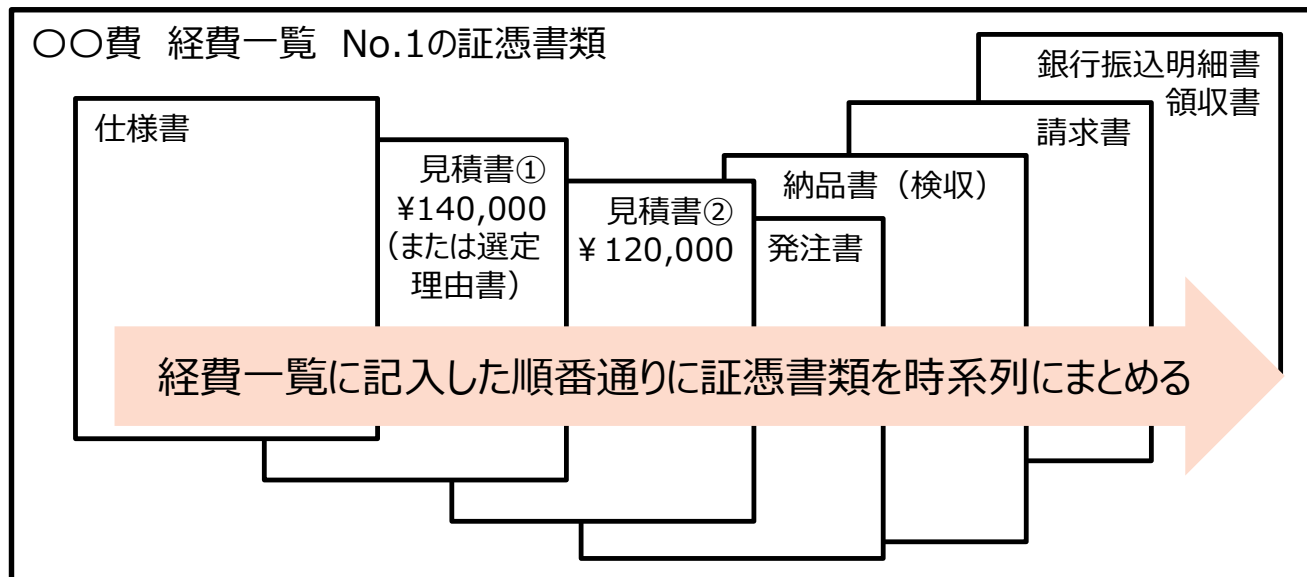 〇〇費 経費一覧 No.1の証憑書類
仕様書
見積書①
¥140,000
(または選定
理由書)
見積書②
¥120,000
発注書
納品書（検収）
請求書
銀行振込明細書
領収書
経費一覧に記入した順番通りに証憑書類を時系列にまとめる